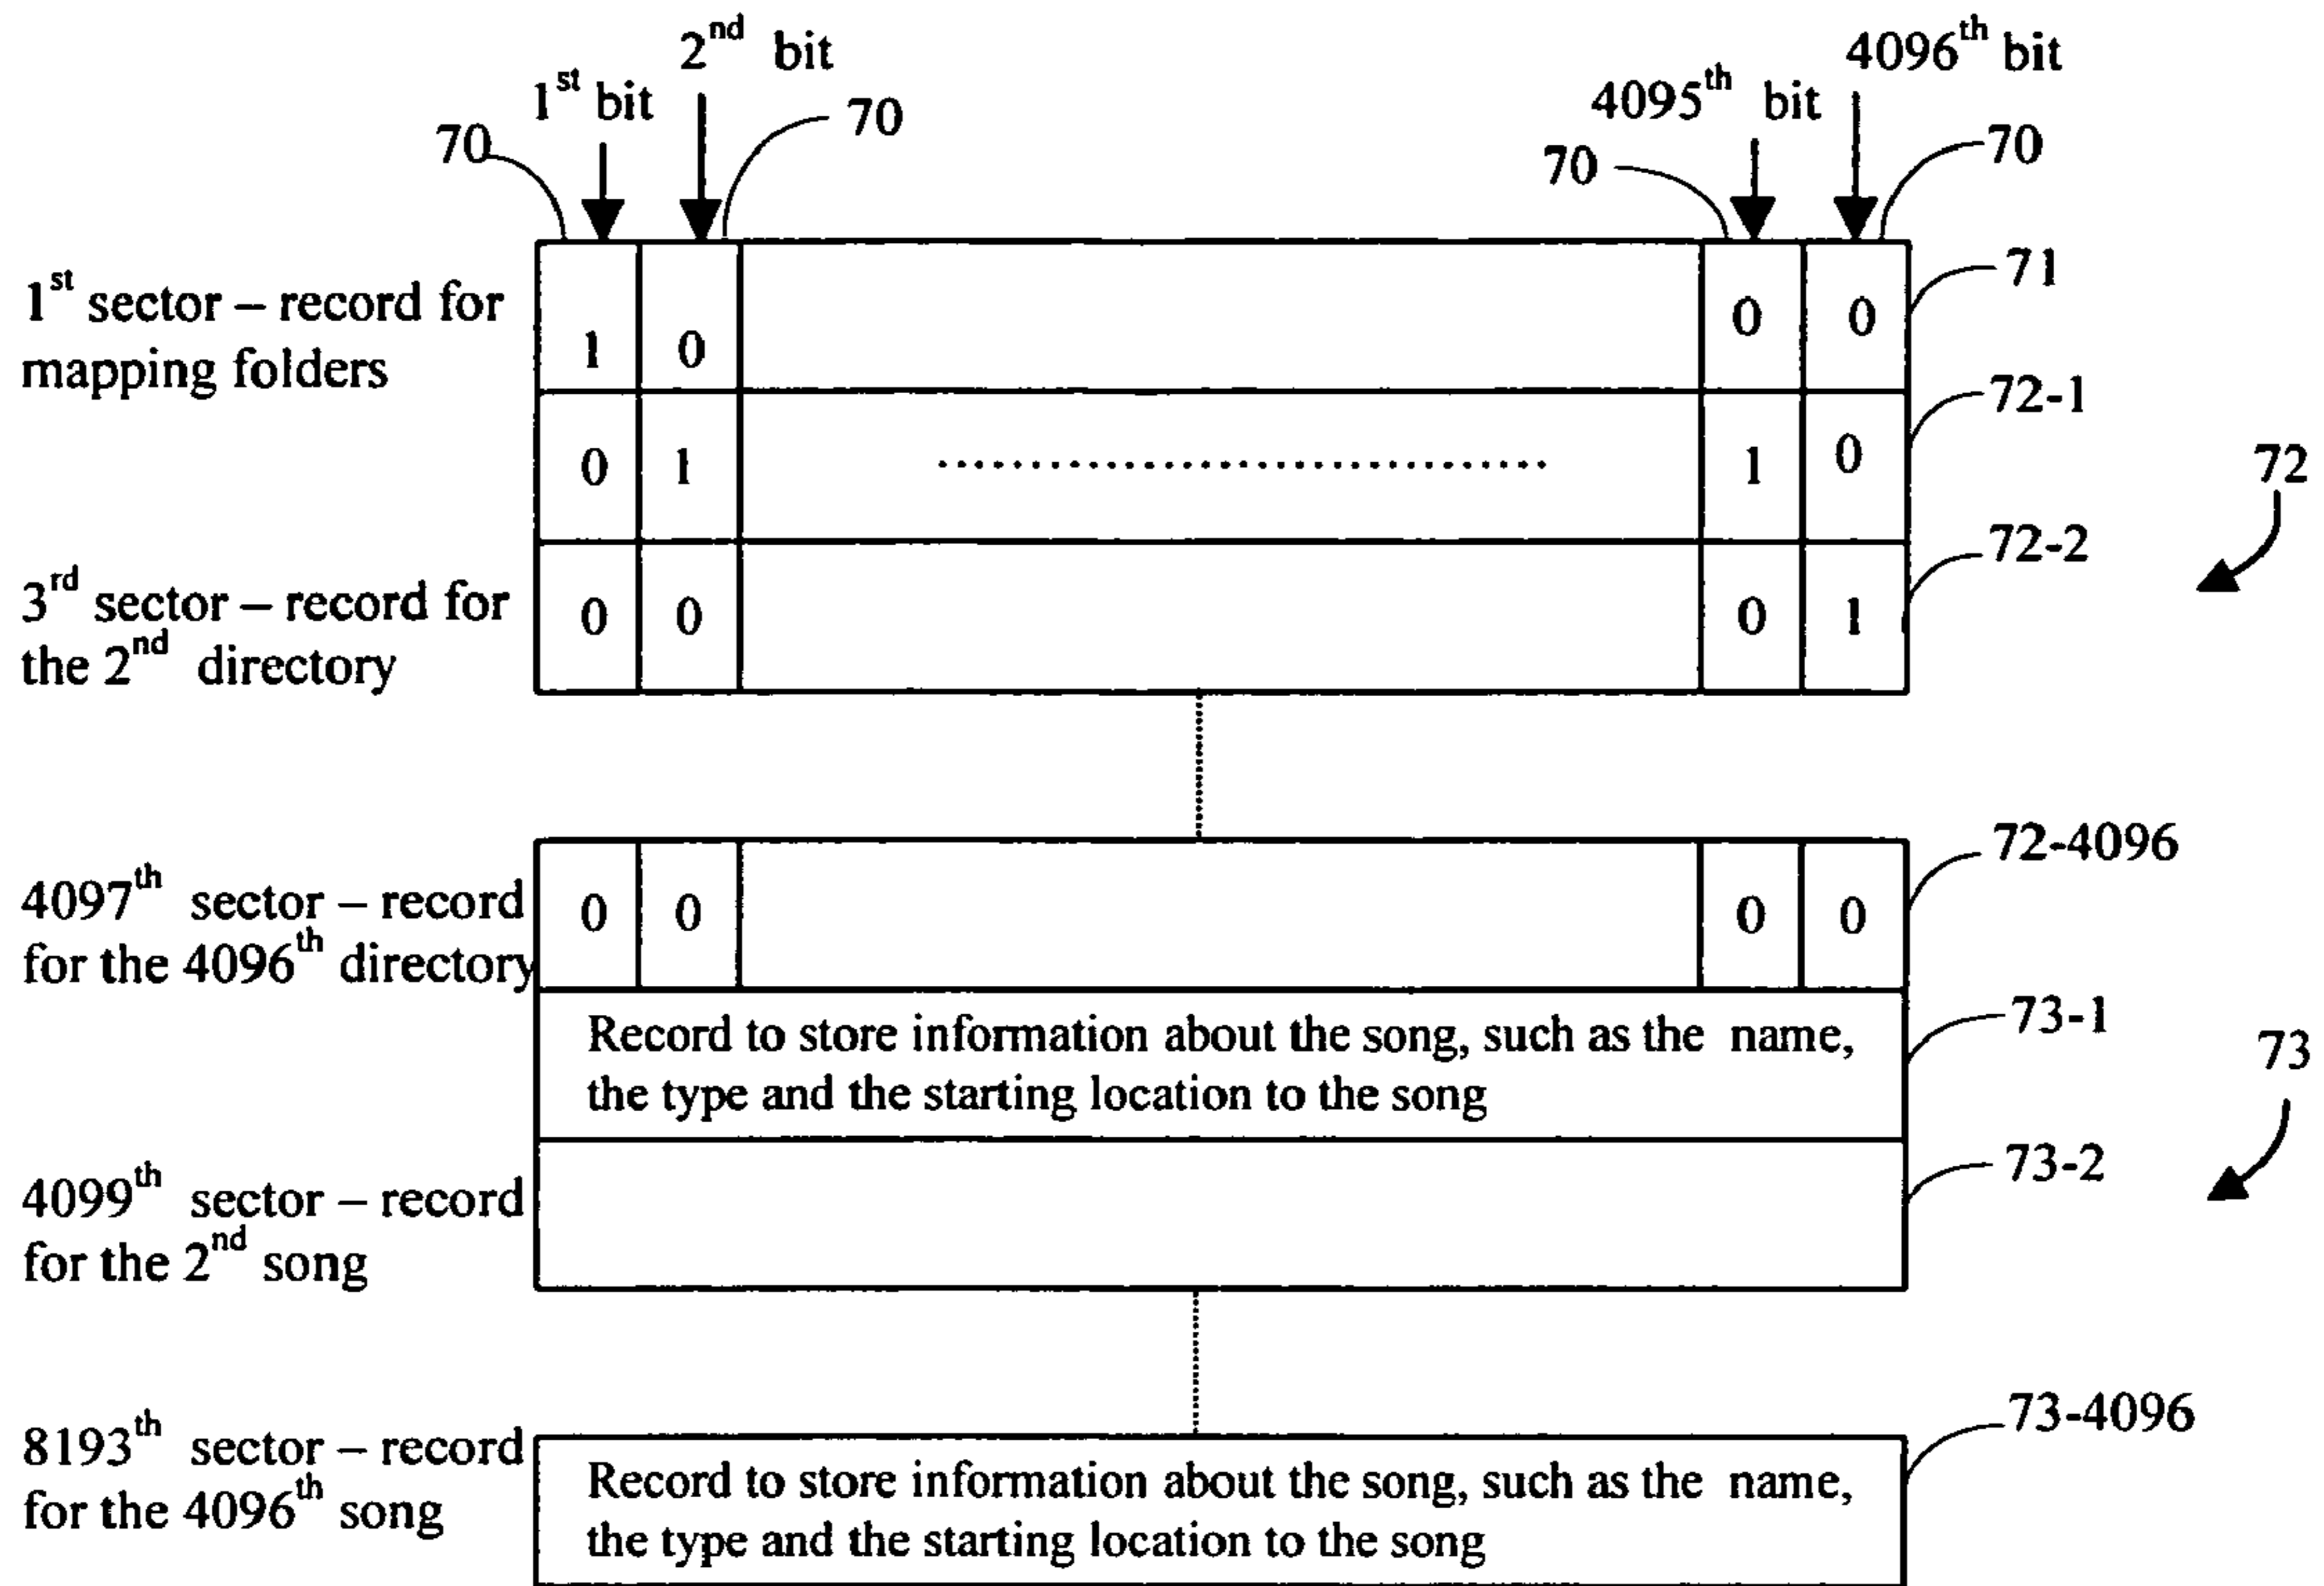 2nd bit
4096th bit
1st bit
4095th bit
70
70
70
70
71
1st sector – record for
mapping folders
1 0 0 0
72-1
0 1 ................................ 1 0
72
72-2
3rd sector – record for
the 2nd directory
0 0 0 1
72-4096
4097th sector – record
for the 4096th directory
0 0 0 0
73-1
Record to store information about the song, such as the name,
the type and the starting location to the song
73
73-2
4099th sector – record
for the 2nd song
73-4096
8193th sector – record
for the 4096th song
Record to store information about the song, such as the name,
the type and the starting location to the song